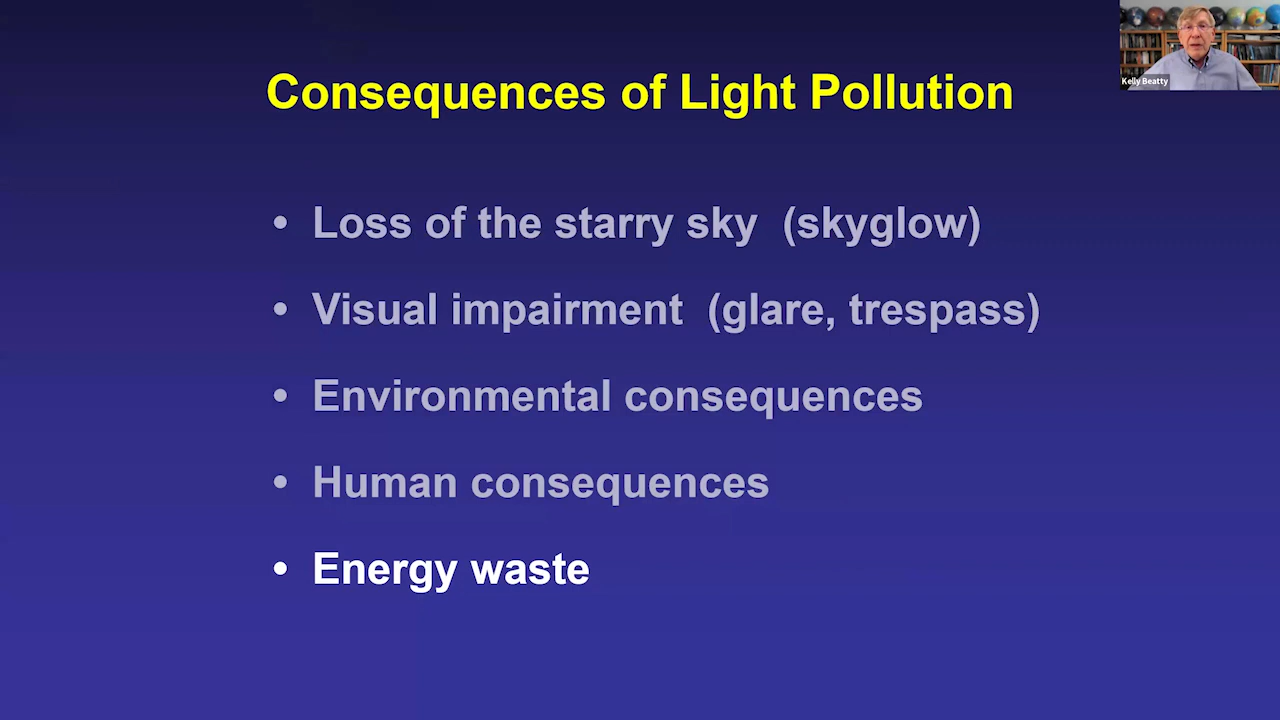 Consequences of Light Pollution
• Loss of the starry sky (skyglow)
• Visual impairment (glare, trespass)
• Environmental consequences
• Human consequences
• Energy waste
Kelly Beatty